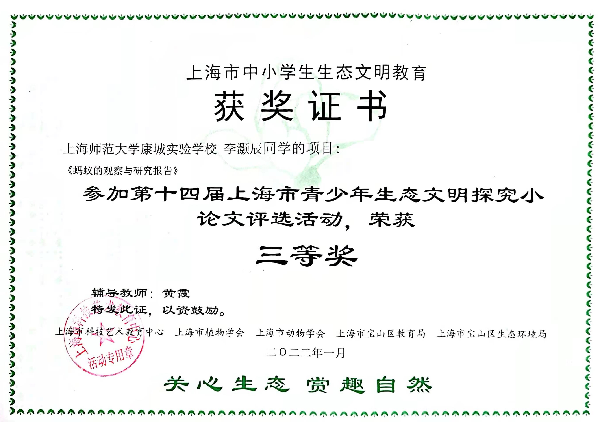 上海市中小学生生态文明教育
获奖证书
上海师范大学康城实验学校 李灏辰同学的项目：
《蚂蚁的观察与研究报告》
参加第十四届上海市青少年生态文明探究小
论文评选活动，荣获
三等奖
辅导教师：黄霞
特发此证，以资鼓励。
上海市科技艺术教育中心 上海市植物学会 上海市动物学会 上海市宝山区教育局 上海市宝山区生态环境局
二〇二二年一月
活动专用章
关心生态 赏趣自然